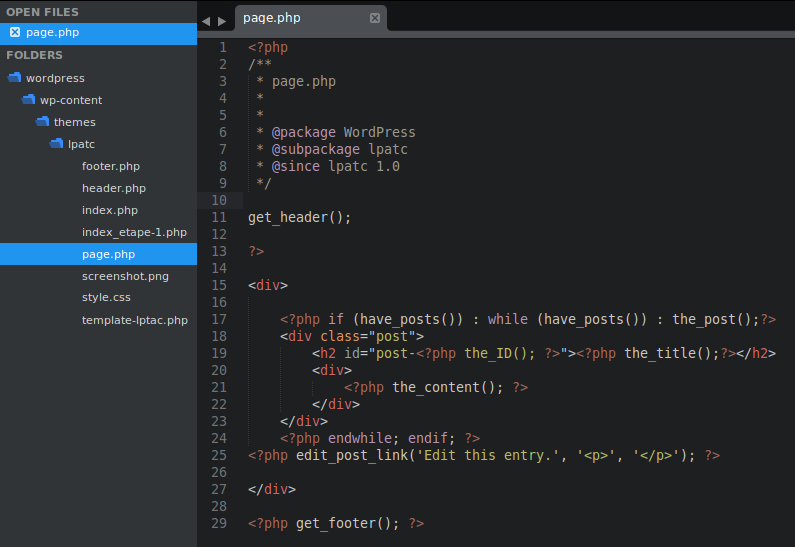 OPEN FILES
page.php
FOLDERS
wordpress
wp-content
themes
lpatc
footer.php
header.php
index.php
index_etape-1.php
page.php
screenshot.png
style.css
template-lptac.php
page.php
1 <?php
2 /**
3  * page.php
4  *
5  *
6  * @package WordPress
7  * @subpackage lpatc
8  * @since lpatc 1.0
9  */
10
11 get_header();
12
13 ?>
14
15 <div>
16
17     <?php if (have_posts()) : while (have_posts()) : the_post();?>
18     <div class="post">
19         <h2 id="post-<?php the_ID(); ?>"><?php the_title();?></h2>
20         <div>
21             <?php the_content(); ?>
22         </div>
23     </div>
24     <?php endwhile; endif; ?>
25 <?php edit_post_link('Edit this entry.', '<p>', '</p>'); ?>
26
27 </div>
28
29 <?php get_footer(); ?>